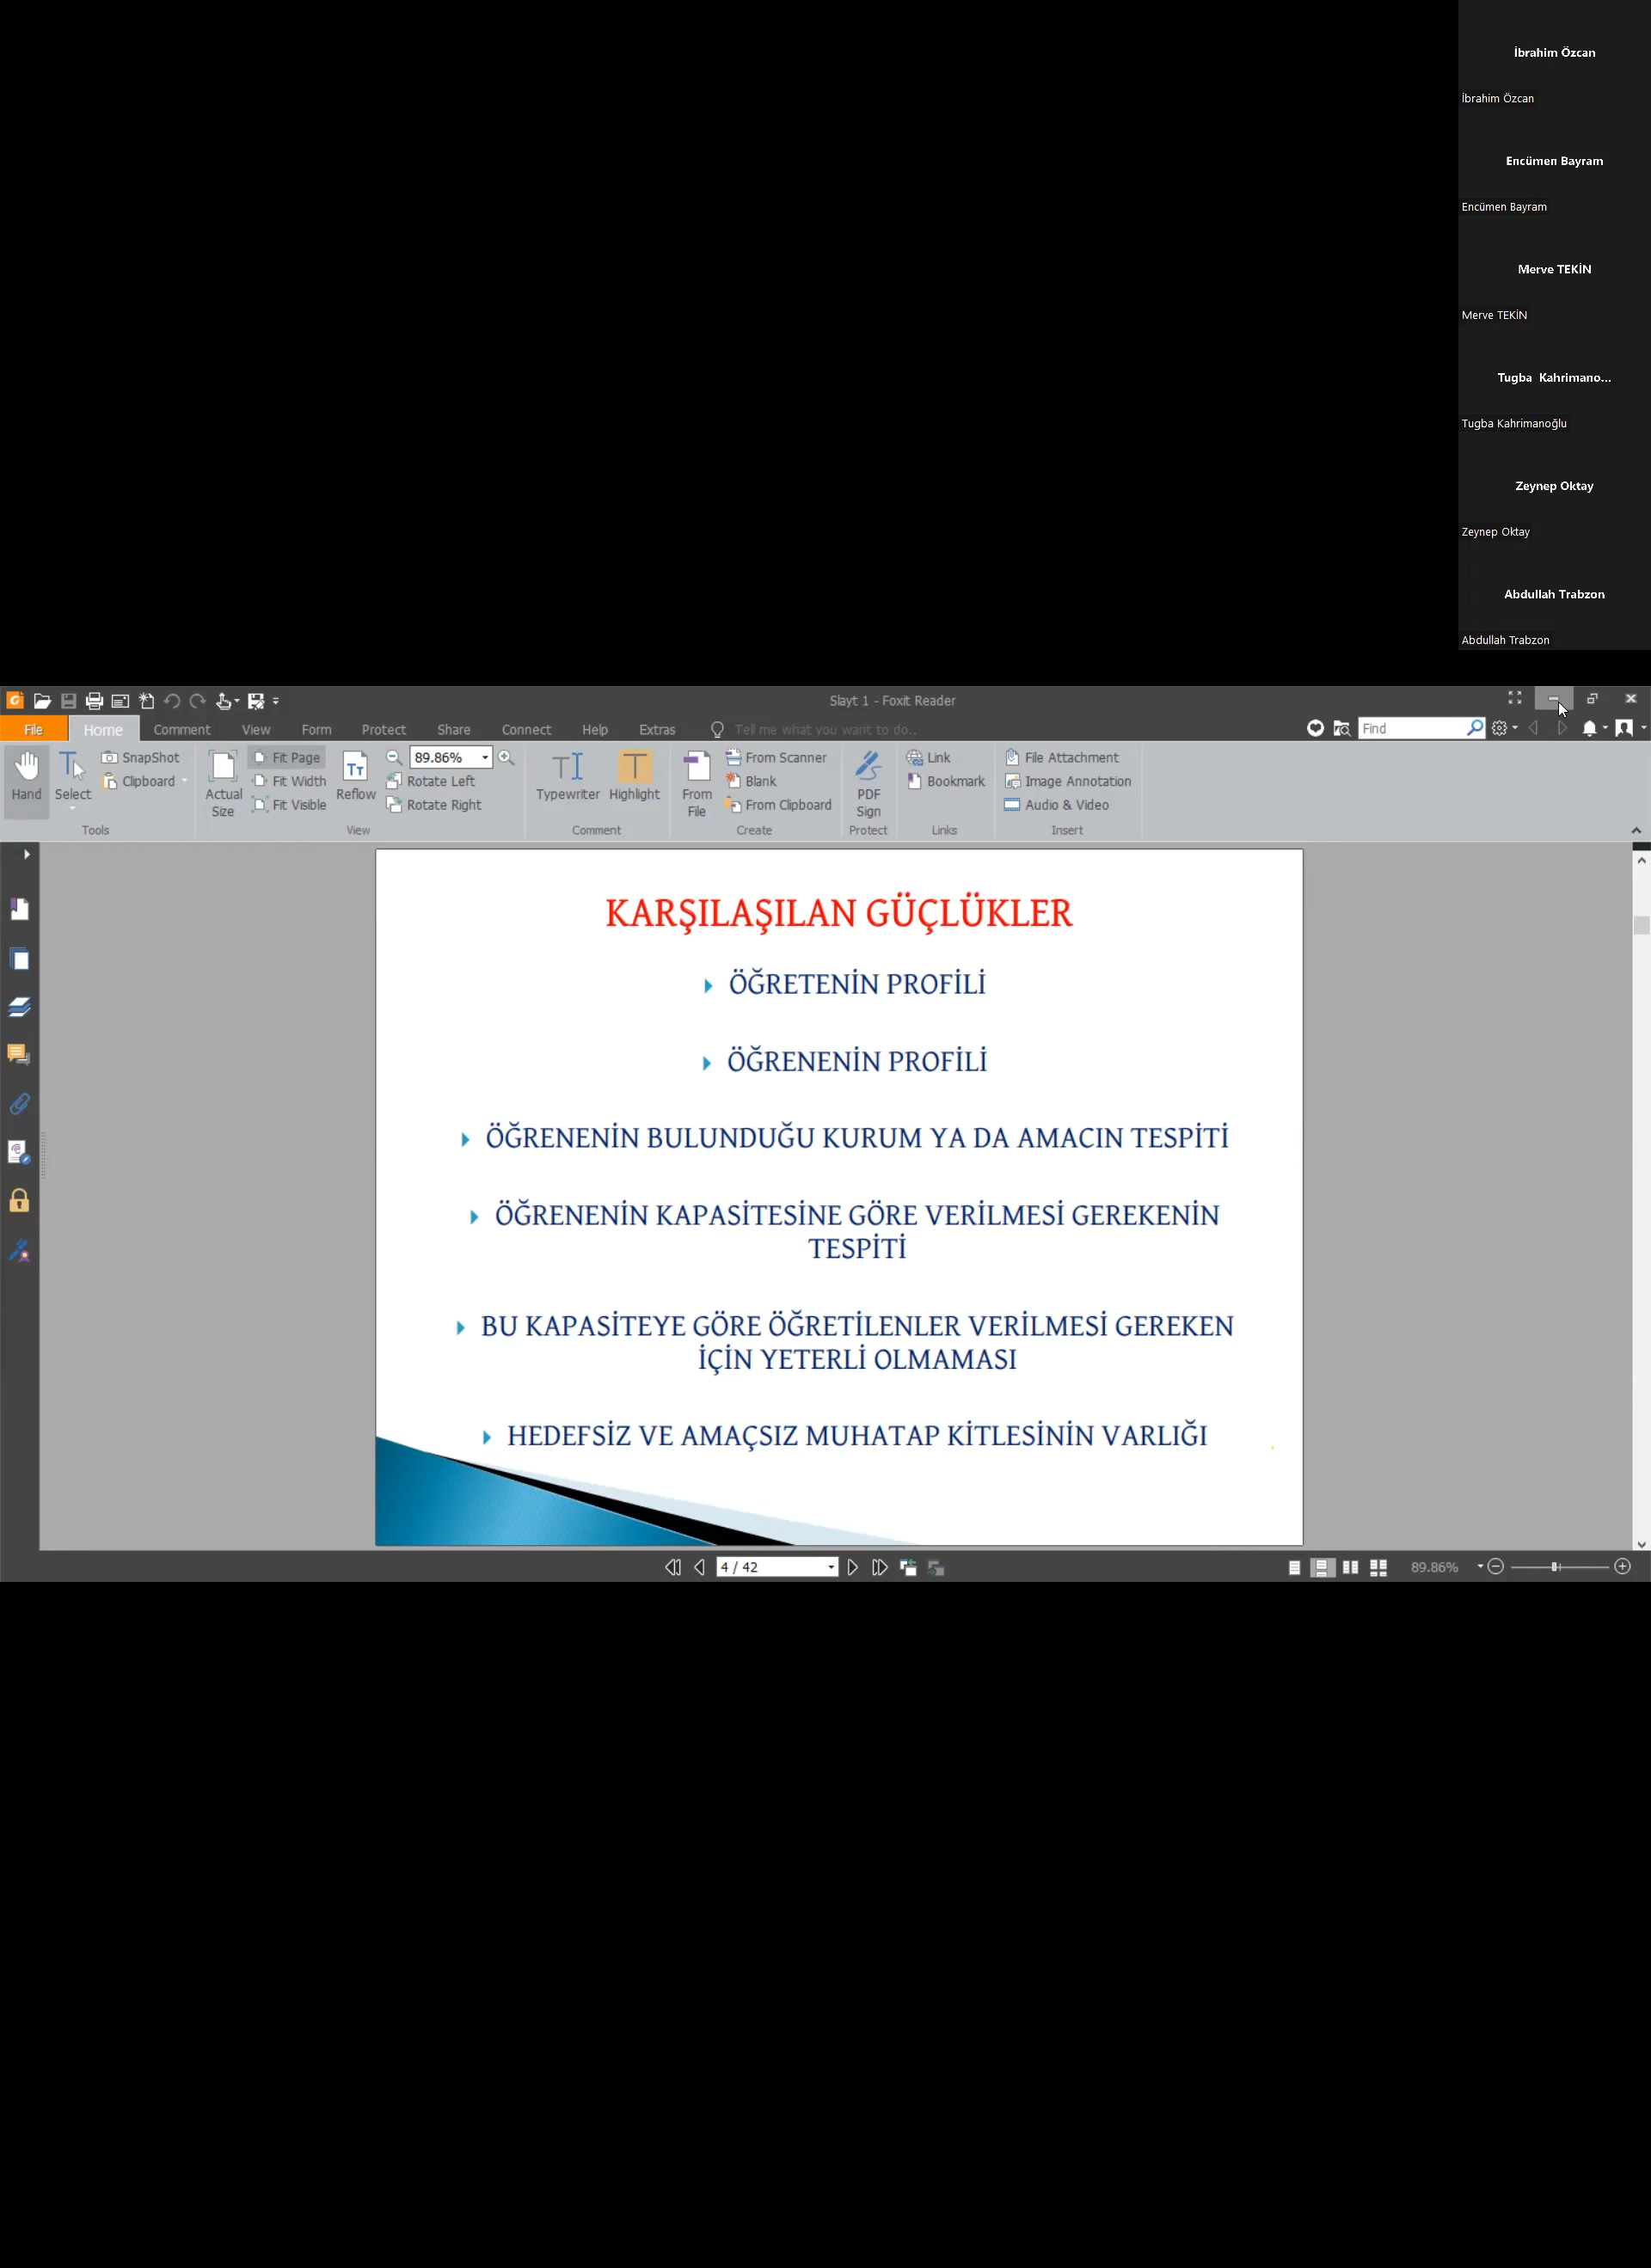 İbrahim Özcan
İbrahim Özcan
Encümen Bayram
Encümen Bayram
Merve TEKİN
Merve TEKİN
Tugba Kahrimano...
Tugba Kahrimanoğlu
Zeynep Oktay
Zeynep Oktay
Abdullah Trabzon
Abdullah Trabzon
Slayt 1 - Foxit Reader
File Home Comment View Form Protect Share Connect Help Extras Tell me what you want to do.. Find
Hand
Select
SnapShot
Clipboard
Tools
Actual Size
Fit Page
Fit Width
Fit Visible
Reflow
89.86%
Rotate Left
Rotate Right
View
Typewriter
Highlight
Comment
From File
From Scanner
Blank
From Clipboard
Create
PDF Sign
Protect
Link
Bookmark
Links
File Attachment
Image Annotation
Audio & Video
Insert
KARŞILAŞILAN GÜÇLÜKLER
ÖĞRETENİN PROFİLİ
ÖĞRENENİN PROFİLİ
ÖĞRENENİN BULUNDUĞU KURUM YA DA AMACIN TESPİTİ
ÖĞRENENİN KAPASİTESİNE GÖRE VERİLMESİ GEREKENİN
TESPİTİ
BU KAPASİTEYE GÖRE ÖĞRETİLENLER VERİLMESİ GEREKEN
İÇİN YETERLİ OLMAMASI
HEDEFSİZ VE AMAÇSIZ MUHATAP KİTLESİNİN VARLIĞI
4 / 42
89.86%